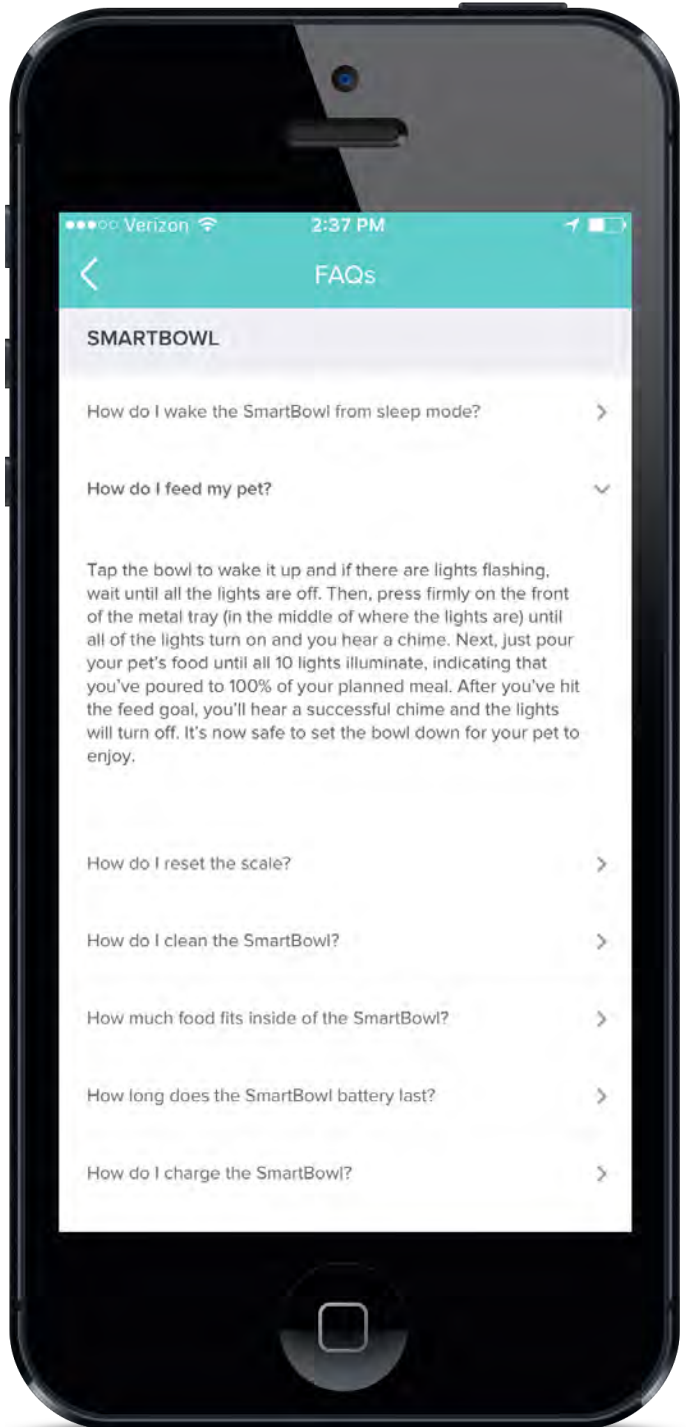 Verizon 2:37 PM
FAQs
SMARTBOWL
How do I wake the SmartBowl from sleep mode?
How do I feed my pet?
Tap the bowl to wake it up and if there are lights flashing,
wait until all the lights are off. Then, press firmly on the front
of the metal tray (in the middle of where the lights are) until
all of the lights turn on and you hear a chime. Next, just pour
your pet's food until all 10 lights illuminate, indicating that
you've poured to 100% of your planned meal. After you've hit
the feed goal, you'll hear a successful chime and the lights
will turn off. It's now safe to set the bowl down for your pet to
enjoy.
How do I reset the scale?
How do I clean the SmartBowl?
How much food fits inside of the SmartBowl?
How long does the SmartBowl battery last?
How do I charge the SmartBowl?